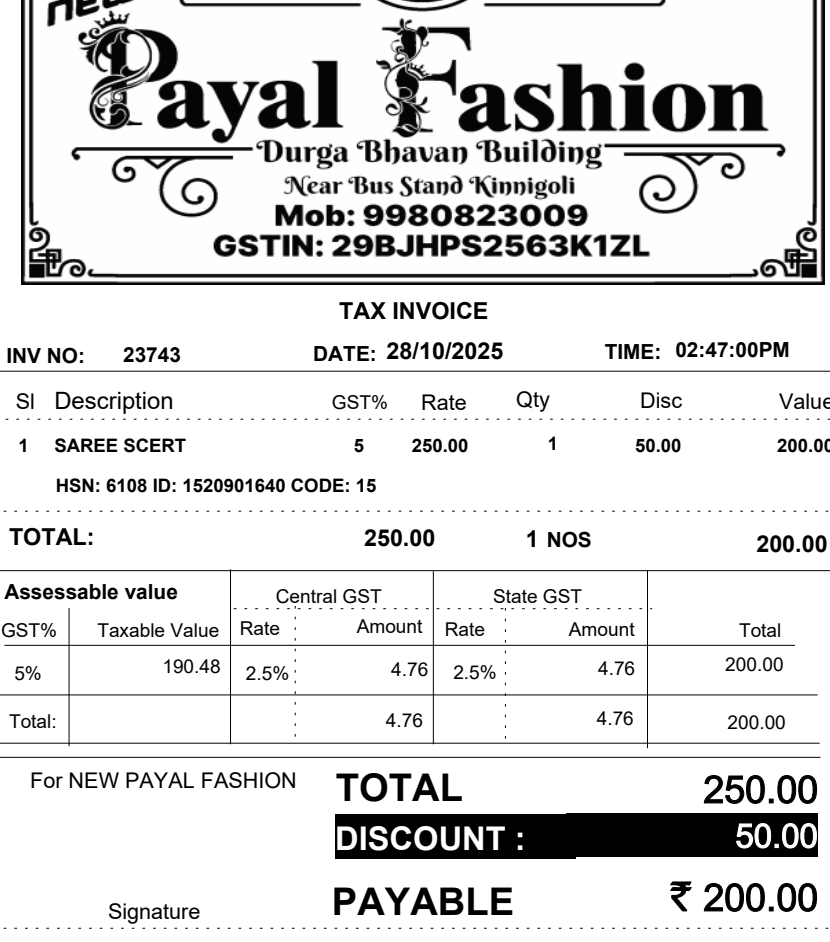 new
Payal Fashion
Durga Bhavan Building
Near Bus Stand Kinnigoli
Mob: 9980823009
GSTIN: 29BJHPS2563K1ZL
TAX INVOICE
INV NO: 23743 DATE: 28/10/2025 TIME: 02:47:00PM
Sl Description GST% Rate Qty Disc Value
1 SAREE SCERT 5 250.00 1 50.00 200.00
HSN: 6108 ID: 1520901640 CODE: 15
TOTAL: 250.00 1 NOS 200.00
Assessable value Central GST State GST
GST% Taxable Value Rate Amount Rate Amount Total
5% 190.48 2.5% 4.76 2.5% 4.76 200.00
Total: 4.76 4.76 200.00
For NEW PAYAL FASHION TOTAL 250.00
DISCOUNT : 50.00
Signature PAYABLE ₹ 200.00